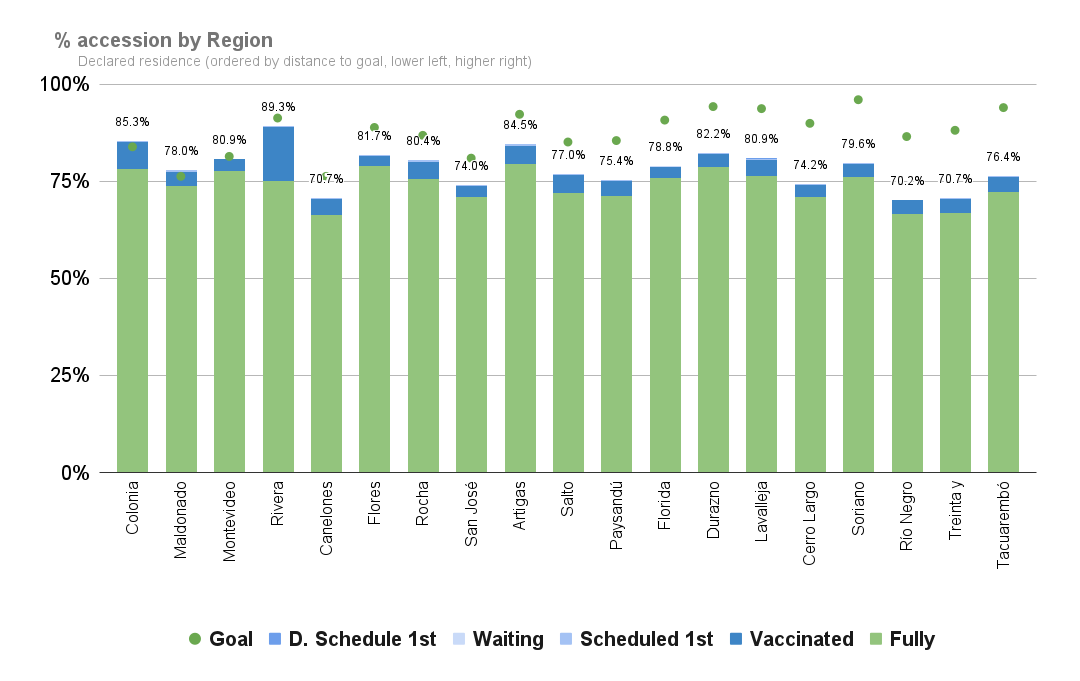 % accession by Region
Declared residence (ordered by distance to goal, lower left, higher right)
100%
75%
50%
25%
0%
85.3%
78.0%
80.9%
89.3%
70.7%
81.7%
80.4%
74.0%
84.5%
77.0%
75.4%
78.8%
82.2%
80.9%
74.2%
79.6%
70.2%
70.7%
76.4%
Colonia
Maldonado
Montevideo
Rivera
Canelones
Flores
Rocha
San José
Artigas
Salto
Paysandú
Florida
Durazno
Lavalleja
Cerro Largo
Soriano
Río Negro
Treinta y
Tacuarembó
Goal
D. Schedule 1st
Waiting
Scheduled 1st
Vaccinated
Fully